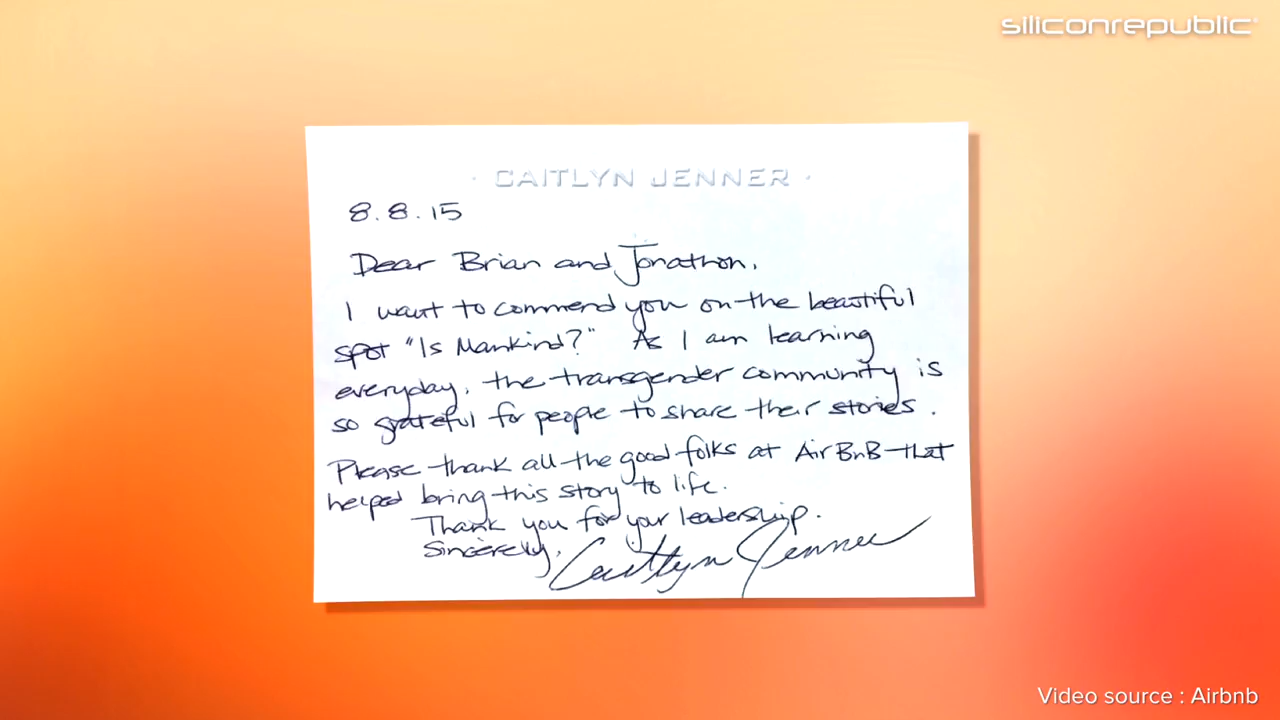 siliconrepublic
· CAITLYN JENNER ·
8.8.15
Dear Brian and Jonathon,
I want to commend you on the beautiful
spot "Is Mankind?" As I am learning
everyday, the transgender community is
so grateful for people to share their stories.
Please thank all the good folks at AirBnB that
helped bring this story to life.
Thank you for your leadership.
Sincerely,
Caitlyn Jenner
Video source : Airbnb